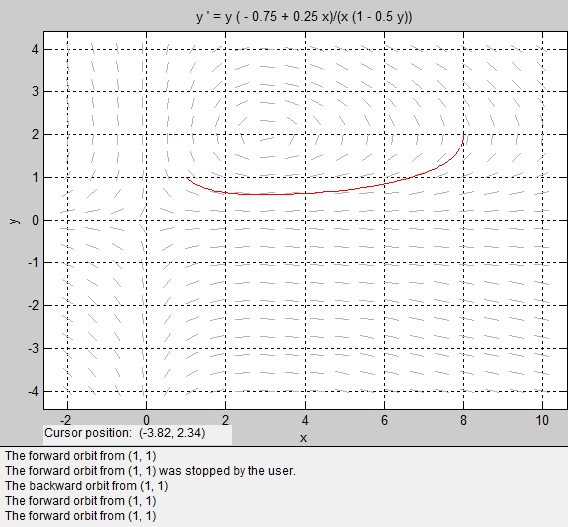 y ' = y ( - 0.75 + 0.25 x)/(x (1 - 0.5 y))
4
3
2
1
0
-1
-2
-3
-4
y
-2 0 2 4 6 8 10
x
Cursor position: (-3.82, 2.34)
The forward orbit from (1, 1)
The forward orbit from (1, 1) was stopped by the user.
The backward orbit from (1, 1)
The forward orbit from (1, 1)
The forward orbit from (1, 1)